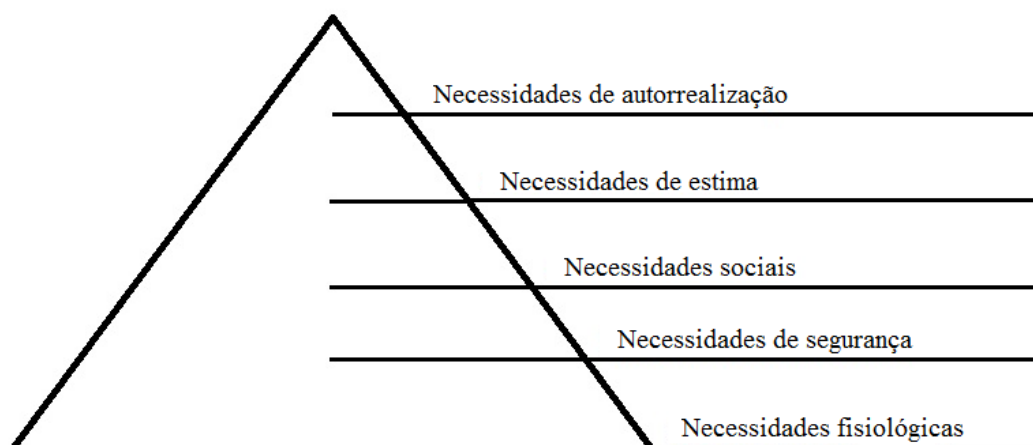 Necessidades de autorrealização
Necessidades de estima
Necessidades sociais
Necessidades de segurança
Necessidades fisiológicas